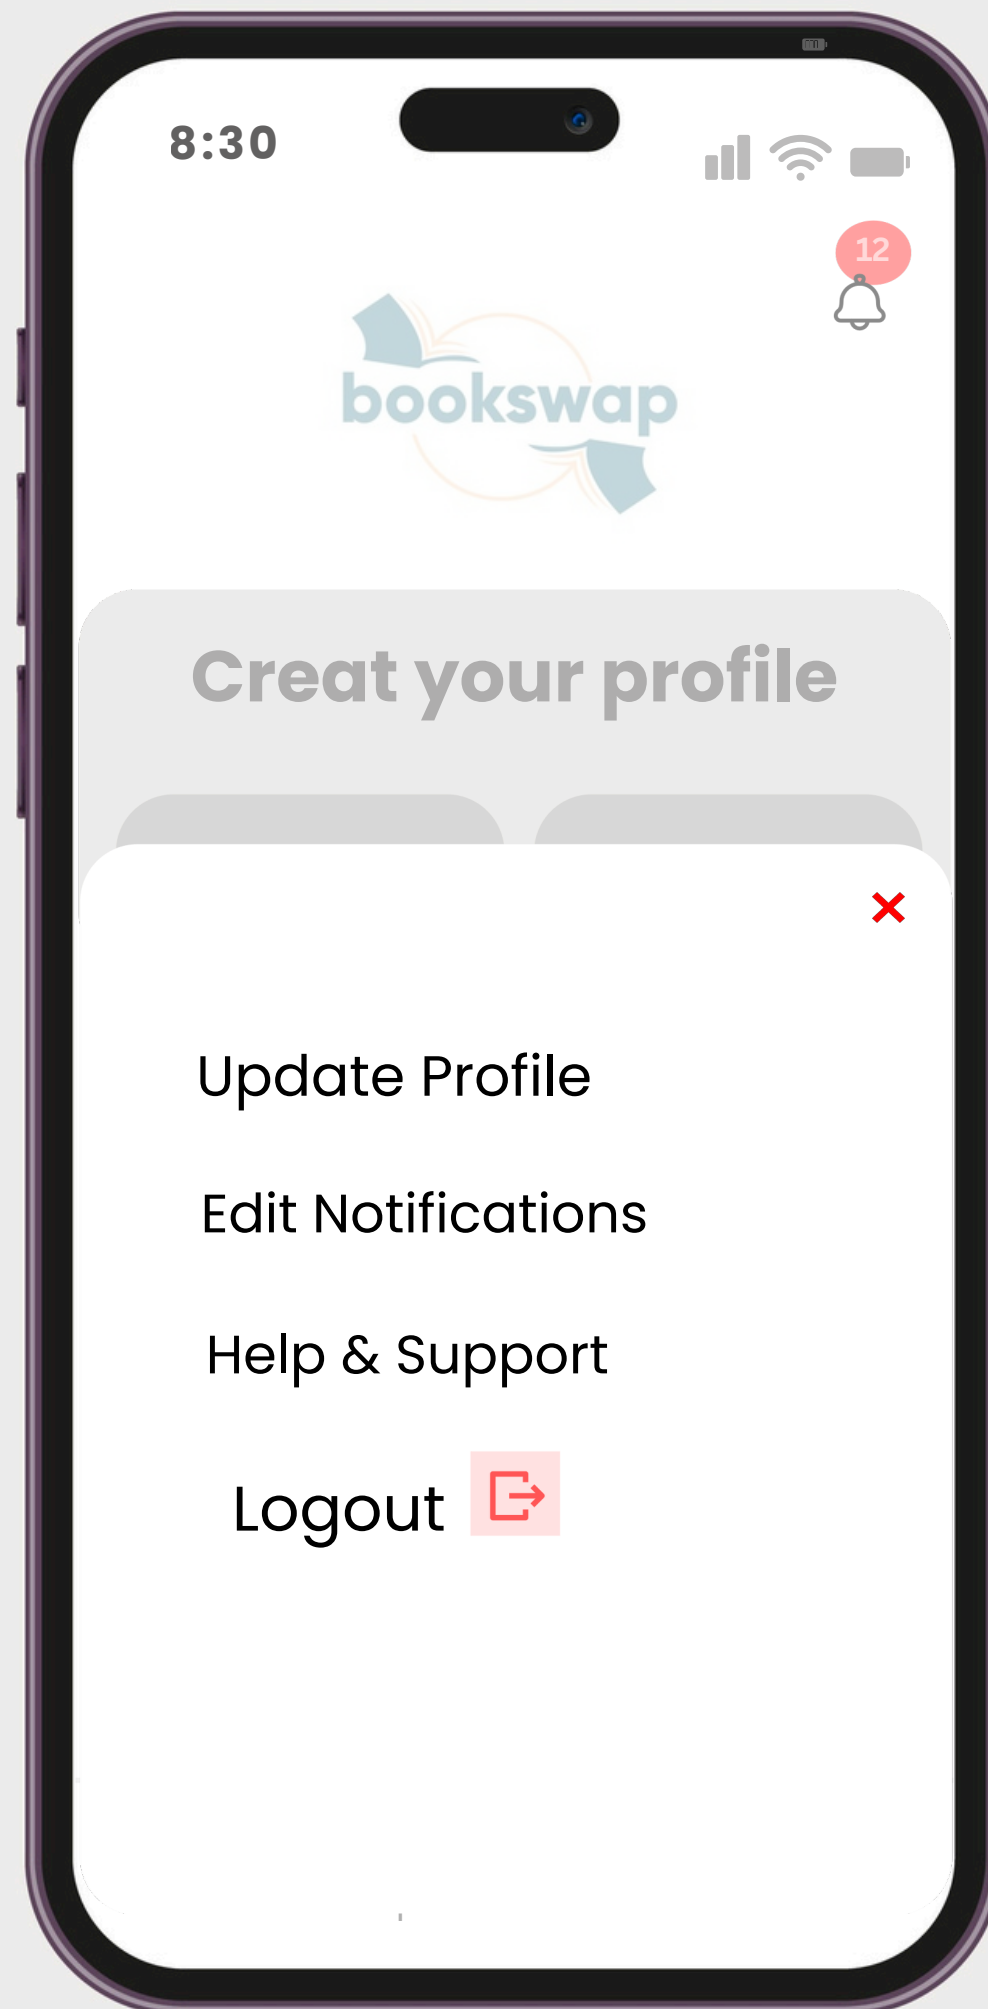 8:30
12
bookswap
Creat your profile
Update Profile
Edit Notifications
Help & Support
Logout